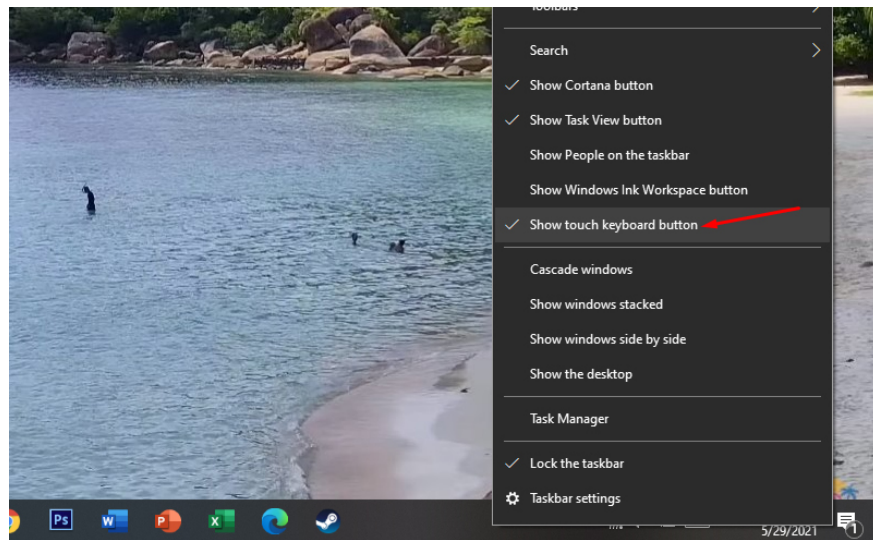 Toolbars
Search
Show Cortana button
Show Task View button
Show People on the taskbar
Show Windows Ink Workspace button
Show touch keyboard button
Cascade windows
Show windows stacked
Show windows side by side
Show the desktop
Task Manager
Lock the taskbar
Taskbar settings
Ps
W
P
X
5/29/2021
1